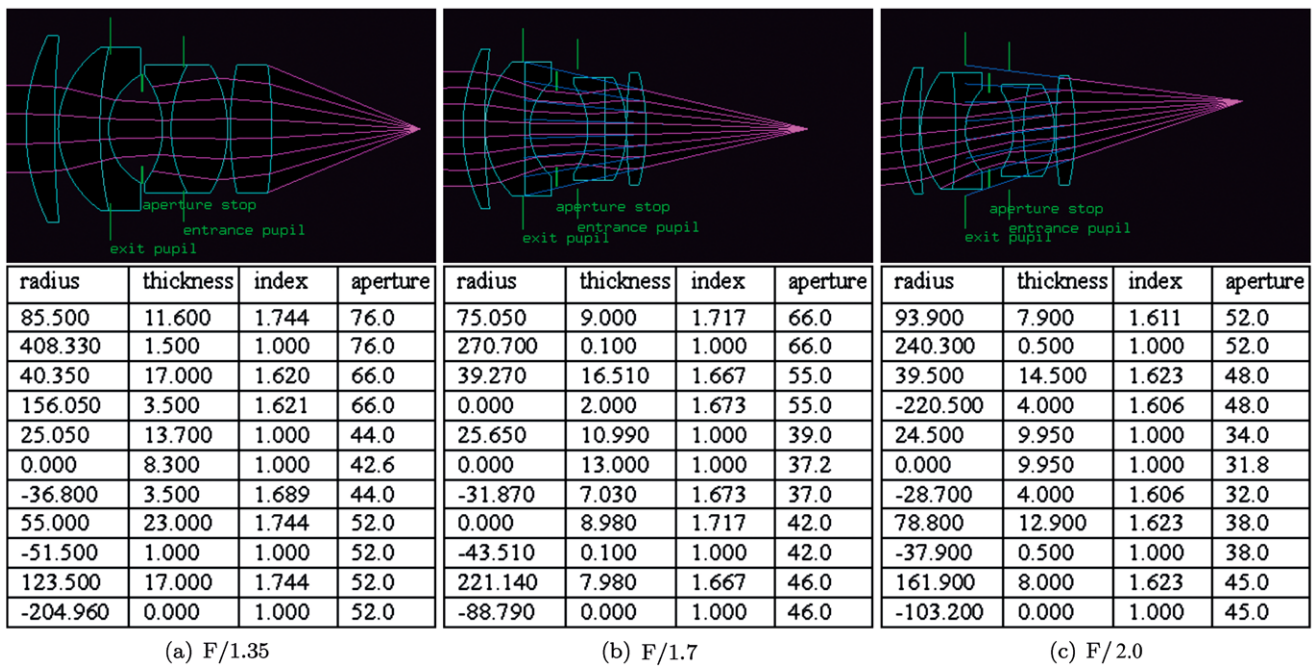 aperture stop
entrance pupil
exit pupil
radius thickness index aperture
85.500 11.600 1.744 76.0
408.330 1.500 1.000 76.0
40.350 17.000 1.620 66.0
156.050 3.500 1.621 66.0
25.050 13.700 1.000 44.0
0.000 8.300 1.000 42.6
-36.800 3.500 1.689 44.0
55.000 23.000 1.744 52.0
-51.500 1.000 1.000 52.0
123.500 17.000 1.744 52.0
-204.960 0.000 1.000 52.0
(a) F/1.35
aperture stop
entrance pupil
exit pupil
radius thickness index aperture
75.050 9.000 1.717 66.0
270.700 0.100 1.000 66.0
39.270 16.510 1.667 55.0
0.000 2.000 1.673 55.0
25.650 10.990 1.000 39.0
0.000 13.000 1.000 37.2
-31.870 7.030 1.673 37.0
0.000 8.980 1.717 42.0
-43.510 0.100 1.000 42.0
221.140 7.980 1.667 46.0
-88.790 0.000 1.000 46.0
(b) F/1.7
aperture stop
entrance pupil
exit pupil
radius thickness index aperture
93.900 7.900 1.611 52.0
240.300 0.500 1.000 52.0
39.500 14.500 1.623 48.0
-220.500 4.000 1.606 48.0
24.500 9.950 1.000 34.0
0.000 9.950 1.000 31.8
-28.700 4.000 1.606 32.0
78.800 12.900 1.623 38.0
-37.900 0.500 1.000 38.0
161.900 8.000 1.623 45.0
-103.200 0.000 1.000 45.0
(c) F/2.0